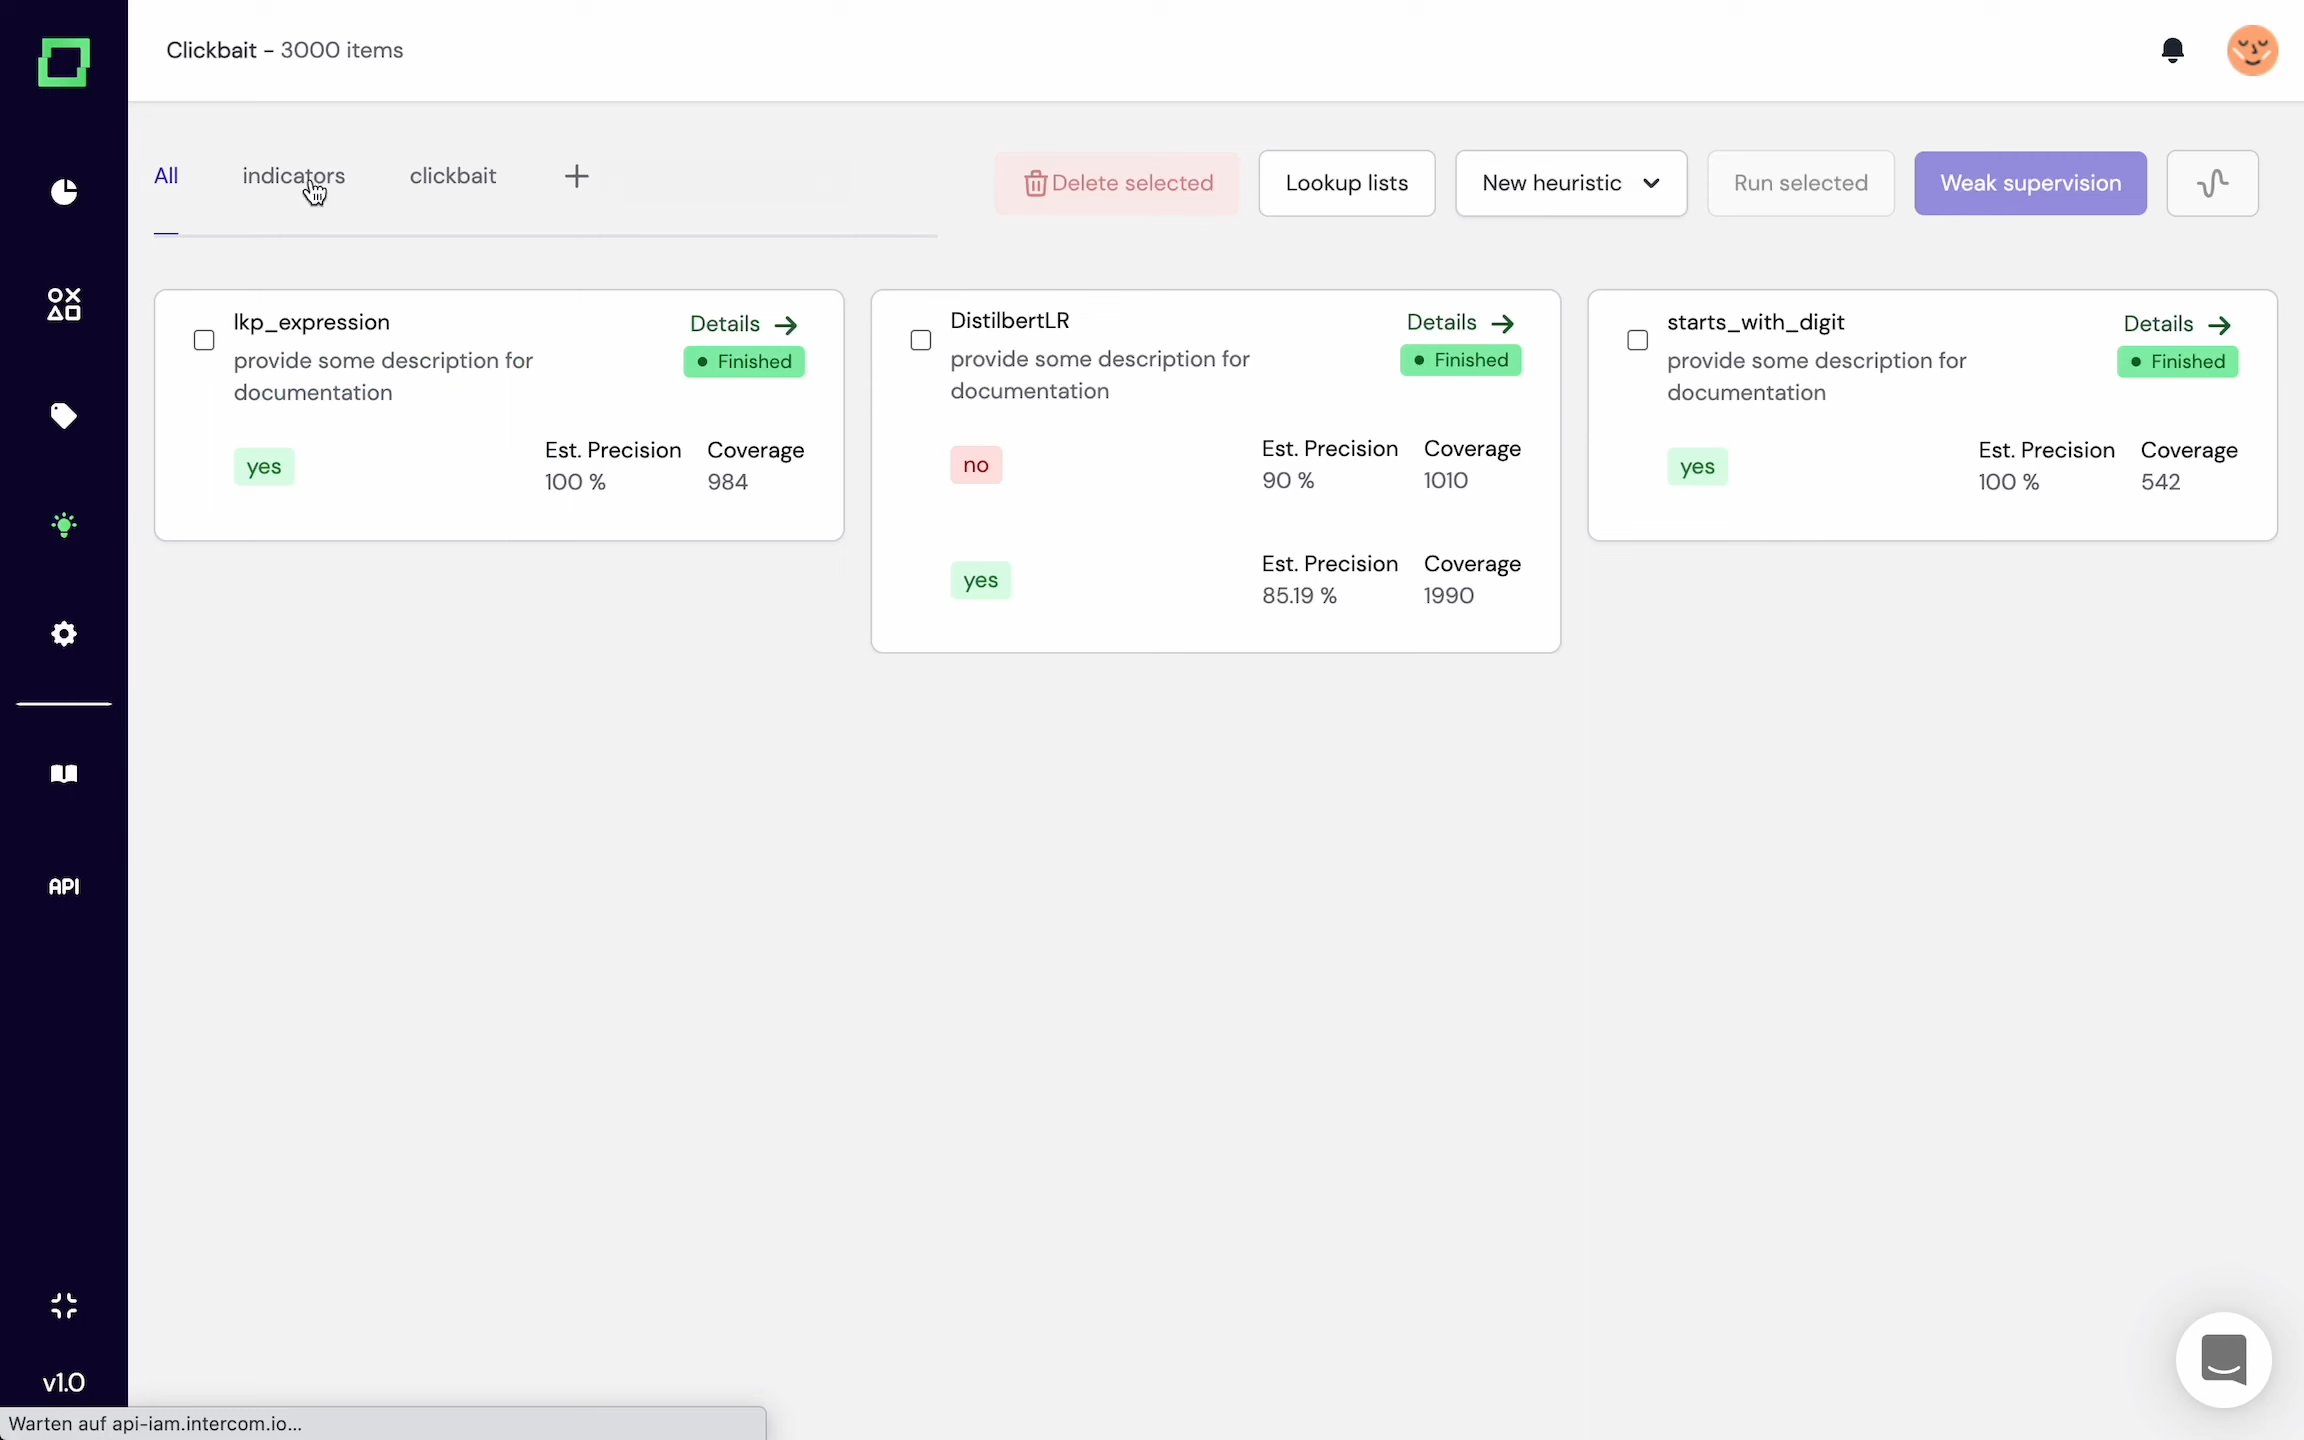 Clickbait - 3000 items
All indicators clickbait +
Delete selected
Lookup lists
New heuristic
Run selected
Weak supervision
lkp_expression
Details →
provide some description for
documentation
• Finished
yes
Est. Precision Coverage
100 % 984
DistilbertLR
Details →
provide some description for
documentation
• Finished
no
Est. Precision Coverage
90 % 1010
yes
Est. Precision Coverage
85.19 % 1990
starts_with_digit
Details →
provide some description for
documentation
• Finished
yes
Est. Precision Coverage
100 % 542
API
v1.0
Warten auf api-iam.intercom.io...